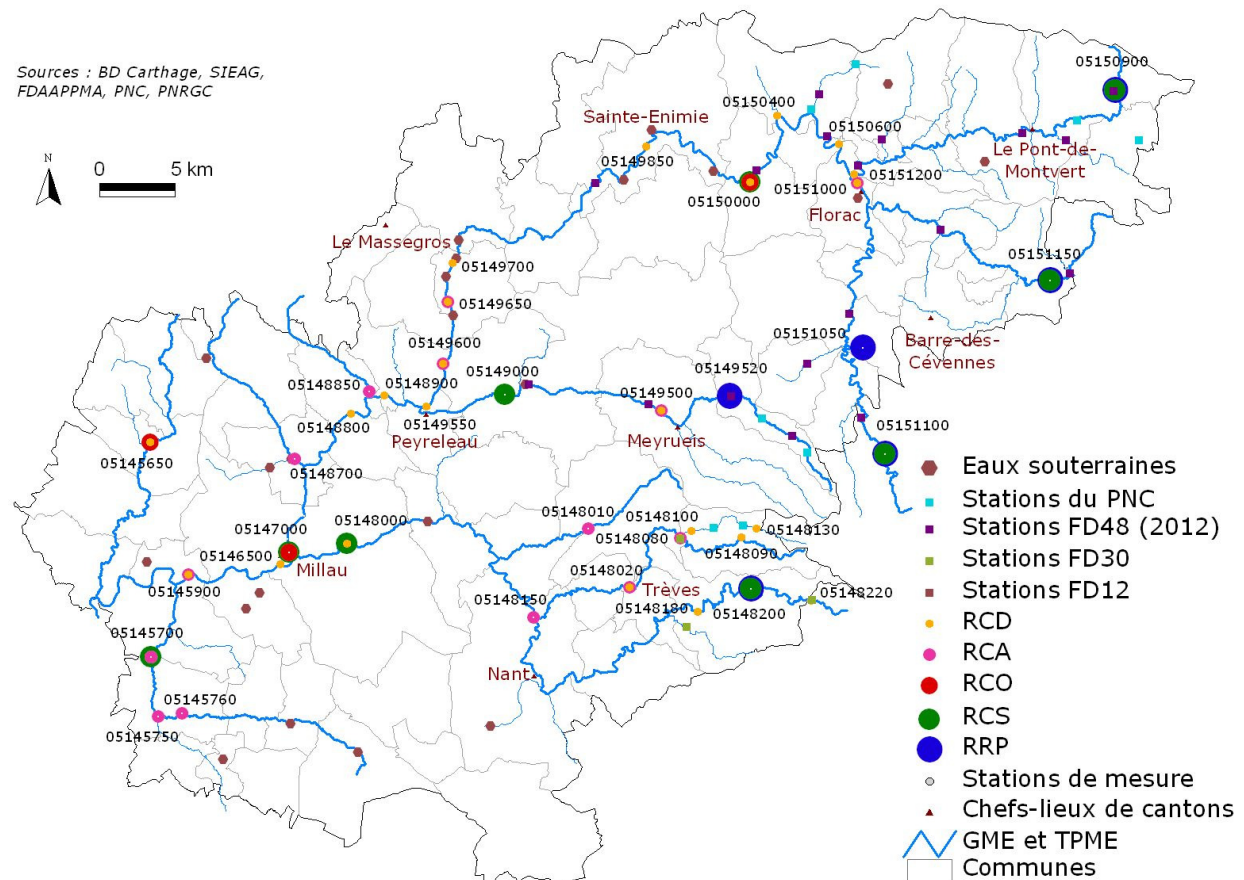 Sources : BD Carthage, SIEAG,
FDAAPPMA, PNC, PNRGC
N
0 5 km
05150900
05150400
Sainte-Enimie
05150600
05149850
Le Pont-de-
Montvert
05151200
05151000
05150000
Florac
Le Massegros
05149700
05151150
05149650
05151050
Barre-des-
Cévennes
05149600
05149000
05148850
05148900
05149520
05149500
05149550
05148800
Peyreleau
Meyrueis
05151100
05145650
05148700
05148010
05148100
05147000
05148000
05148130
05148080
05146500
05148090
Millau
05148020
Trèves
05145900
05148220
05148150
05148180
05148200
05145700
Nant
05145760
05145750
Eaux souterraines
Stations du PNC
Stations FD48 (2012)
Stations FD30
Stations FD12
RCD
RCA
RCO
RCS
RRP
Stations de mesure
Chefs-lieux de cantons
GME et TPME
Communes